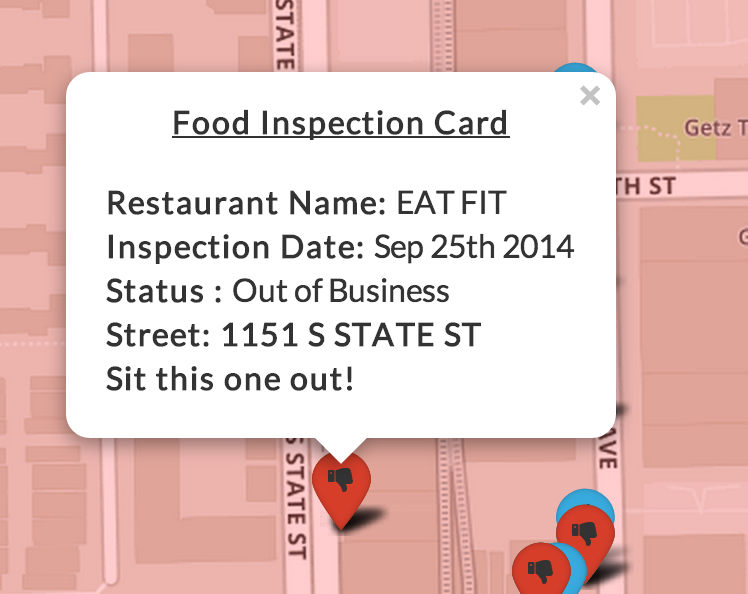 STATE
×
Food Inspection Card
Getz T
TH ST
Restaurant Name: EAT FIT
Inspection Date: Sep 25th 2014
Status : Out of Business
Street: 1151 S STATE ST
Sit this one out!
S STATE ST
AVE